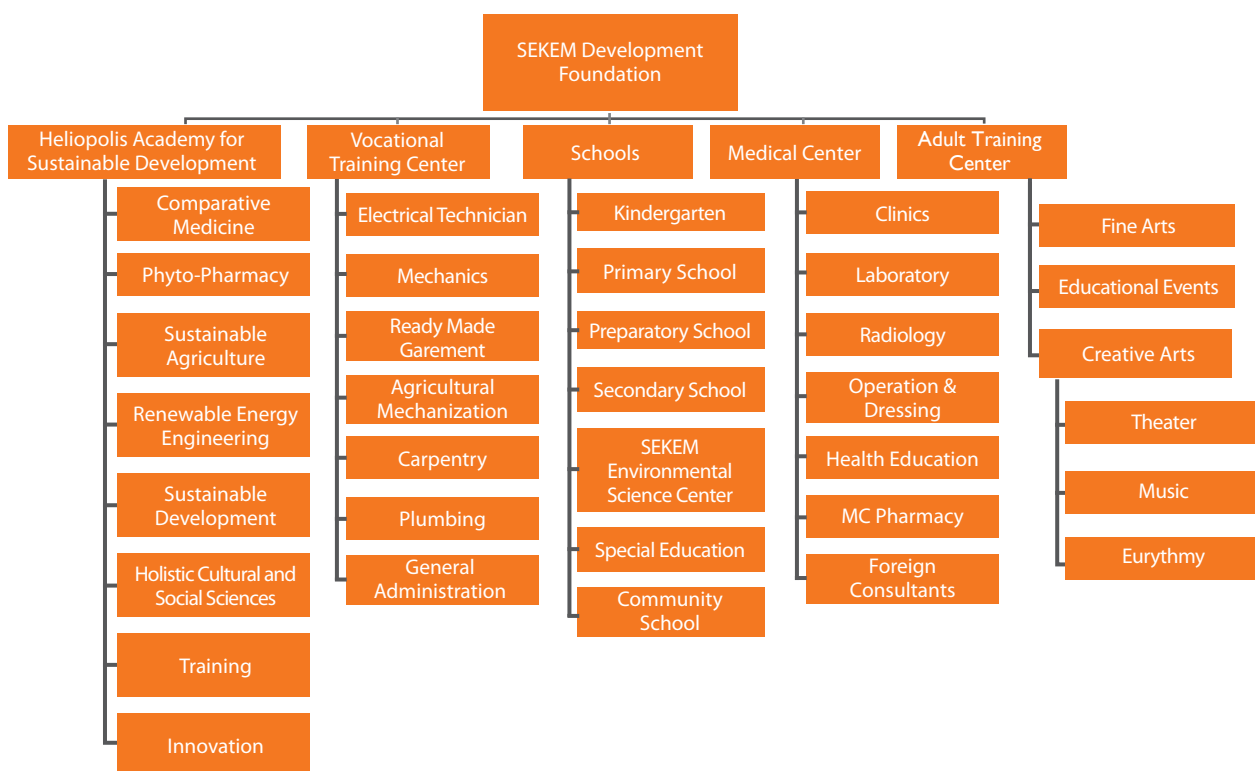 SEKEM Development
Foundation
Heliopolis Academy for
Sustainable Development
Comparative
Medicine
Phyto-Pharmacy
Sustainable
Agriculture
Renewable Energy
Engineering
Sustainable
Development
Holistic Cultural and
Social Sciences
Training
Innovation
Vocational
Training Center
Electrical Technician
Mechanics
Ready Made
Garement
Agricultural
Mechanization
Carpentry
Plumbing
General
Administration
Schools
Kindergarten
Primary School
Preparatory School
Secondary School
SEKEM
Environmental
Science Center
Special Education
Community
School
Medical Center
Clinics
Laboratory
Radiology
Operation &
Dressing
Health Education
MC Pharmacy
Foreign
Consultants
Adult Training
Center
Fine Arts
Educational Events
Creative Arts
Theater
Music
Eurythmy